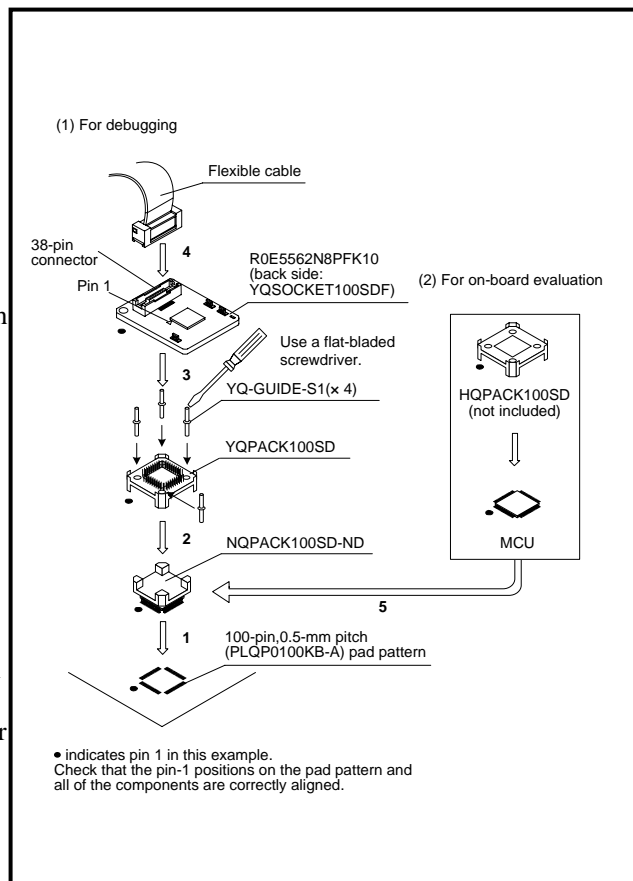 (1) For debugging
Flexible cable
38-pin
connector
4
Pin 1
R0E5562N8PFK10
(back side:
YQSOCKET100SDF)
(2) For on-board evaluation
Use a flat-bladed
screwdriver.
3
YQ-GUIDE-S1(× 4)
HQPACK100SD
(not included)
YQPACK100SD
MCU
2
NQPACK100SD-ND
5
1
100-pin,0.5-mm pitch
(PLQP0100KB-A) pad pattern
● indicates pin 1 in this example.
Check that the pin-1 positions on the pad pattern and
all of the components are correctly aligned.